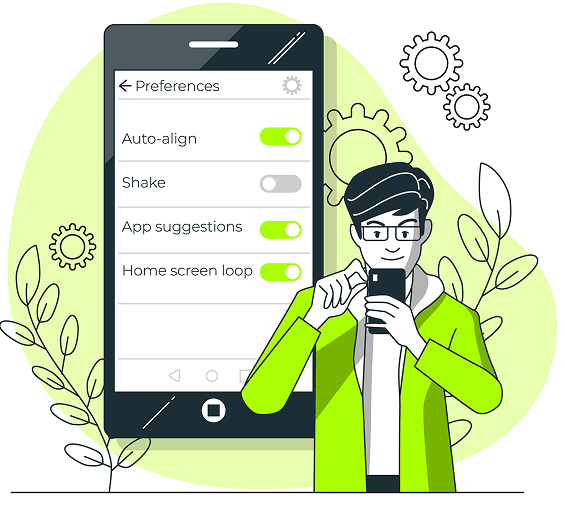 Preferences
Auto-align
Shake
App suggestions
Home screen loop